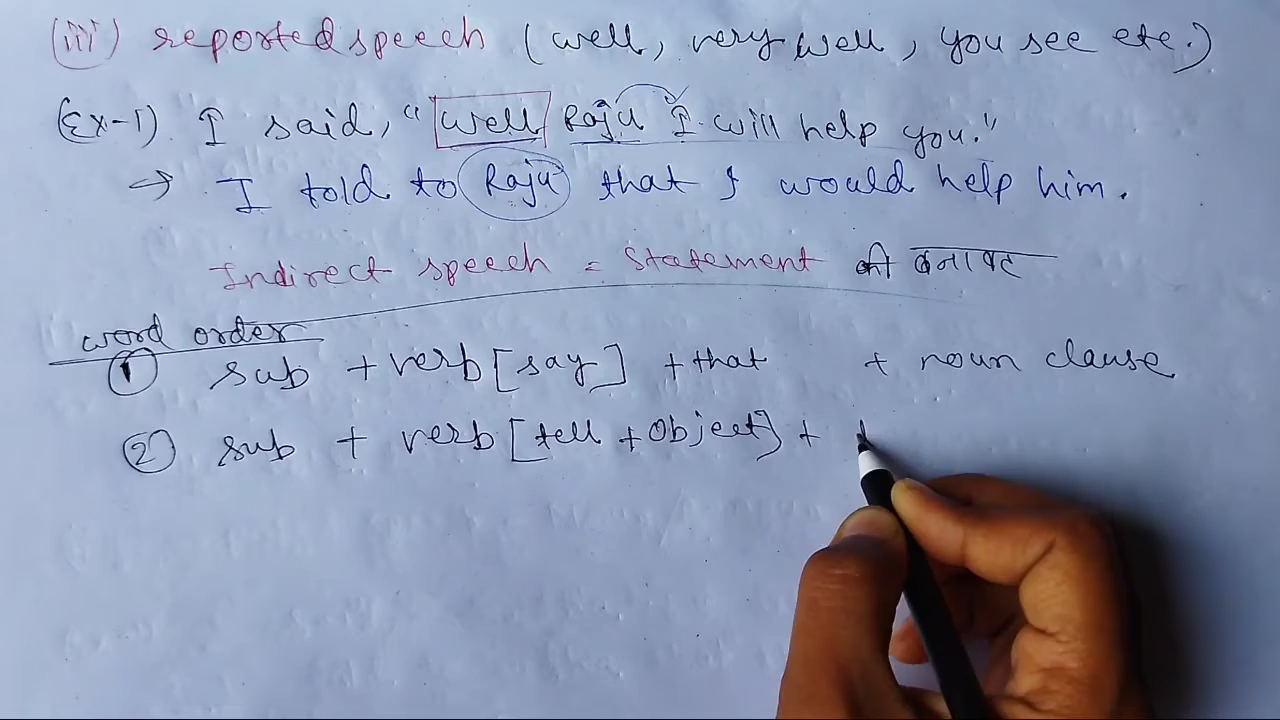 (iii) reported speech (well, very well, you see etc.)
(Ex-1). I said, "Well Raju I will help you."
→ I told to Raju that I would help him.
Indirect speech = Statement की बनावट
word order
① sub + verb [say] + that + noun clause
② sub + verb [tell + Object] + t